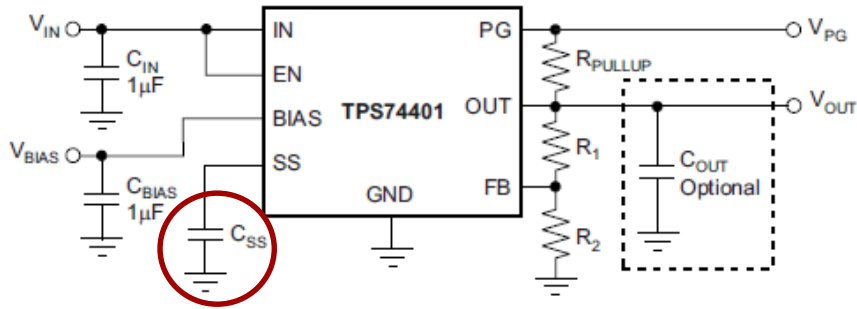 V_IN
C_IN
1μF
V_BIAS
C_BIAS
1μF
C_SS
IN
EN
BIAS
SS
TPS74401
GND
PG
OUT
FB
R_PULLUP
R_1
R_2
V_PG
V_OUT
C_OUT
Optional